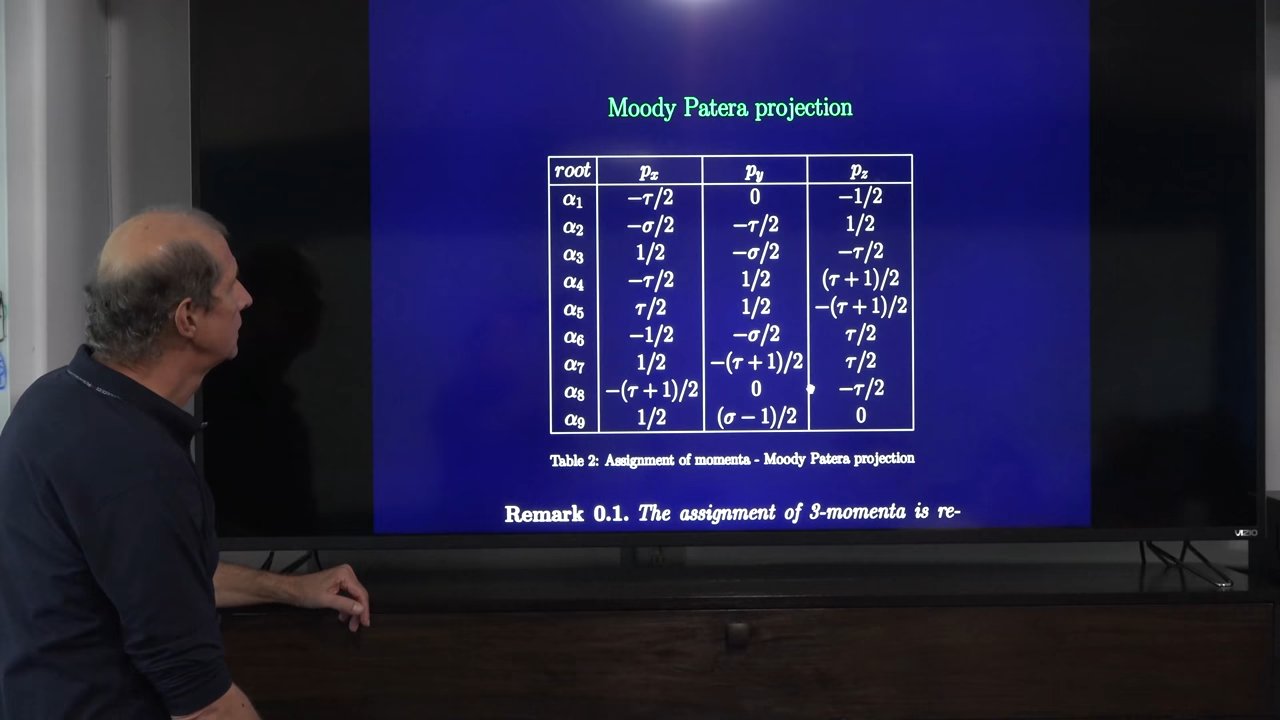 Moody Patera projection
root p_x p_y p_z
α₁ −τ/2 0 −1/2
α₂ −σ/2 −τ/2 1/2
α₃ 1/2 −σ/2 −τ/2
α₄ −τ/2 1/2 (τ + 1)/2
α₅ τ/2 1/2 −(τ + 1)/2
α₆ −1/2 −σ/2 τ/2
α₇ 1/2 −(τ + 1)/2 τ/2
α₈ −(τ + 1)/2 0 −τ/2
α₉ 1/2 (σ − 1)/2 0
Table 2: Assignment of momenta - Moody Patera projection
Remark 0.1. The assignment of 3-momenta is re-
VIZIO